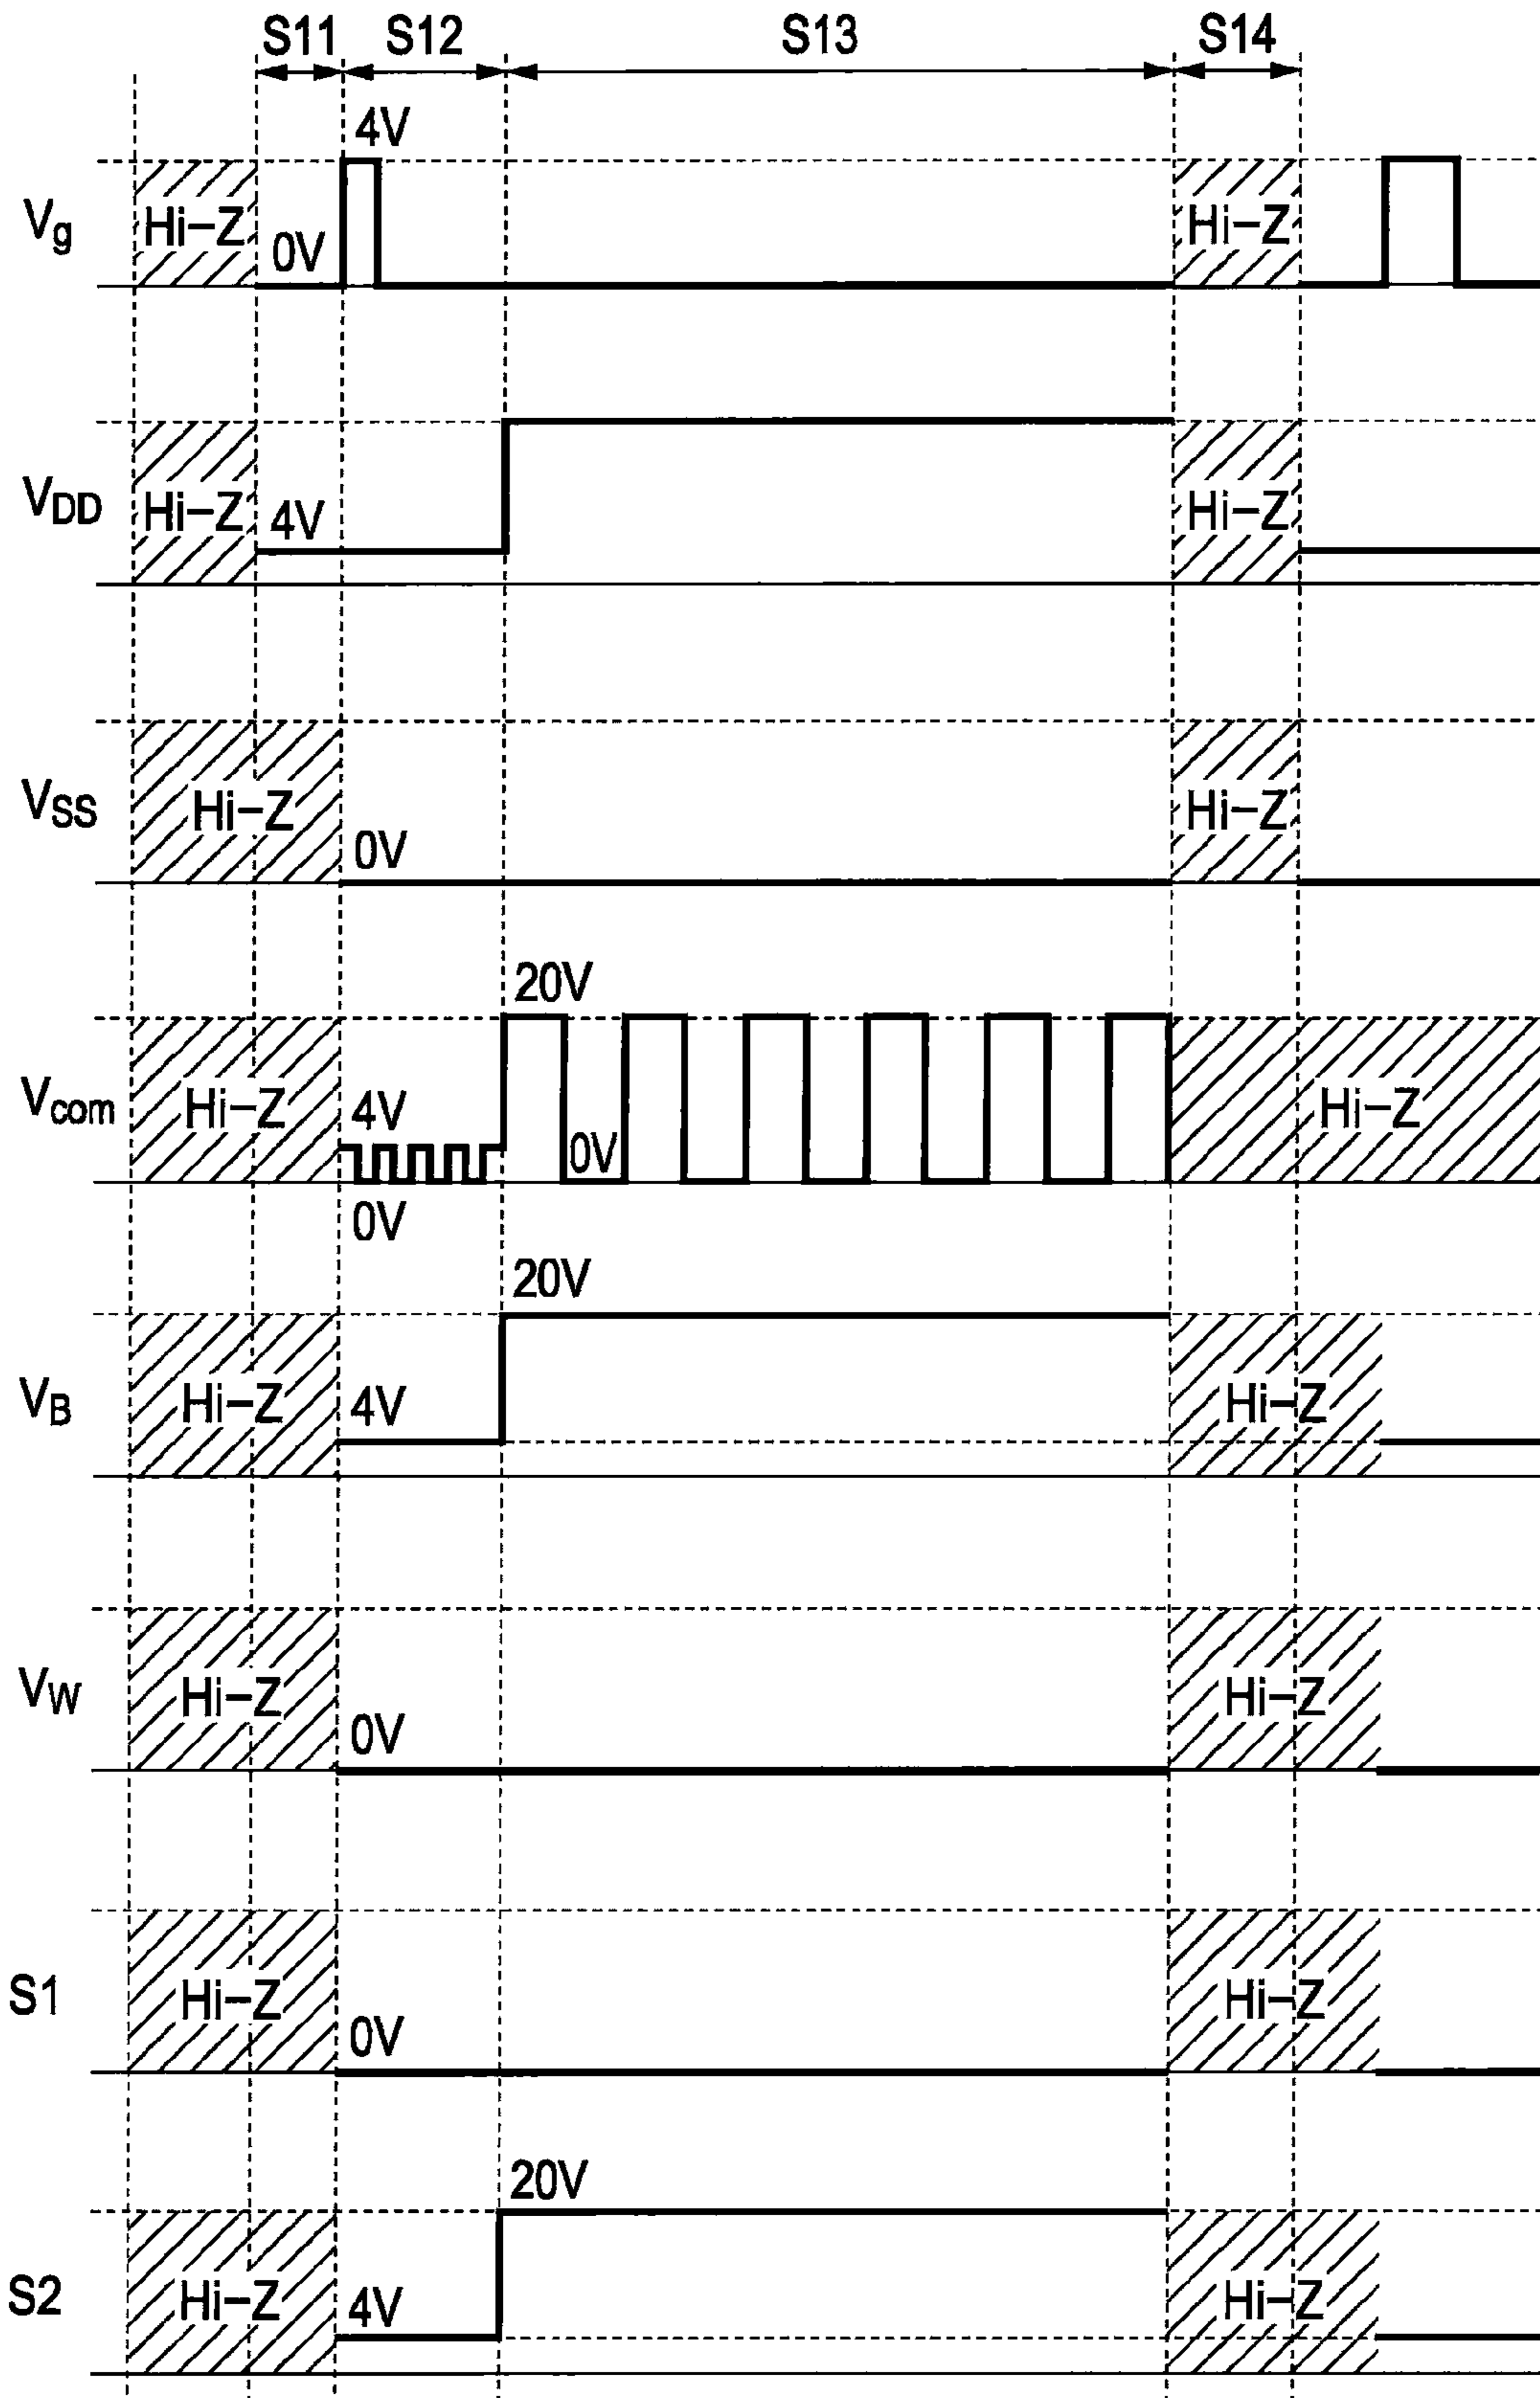 S11 S12 S13 S14
4V
Vg Hi-Z 0V Hi-Z
VDD Hi-Z 4V Hi-Z
VSS Hi-Z 0V Hi-Z
20V
Vcom Hi-Z 4V 0V Hi-Z
0V
20V
VB Hi-Z 4V Hi-Z
VW Hi-Z 0V Hi-Z
S1 Hi-Z 0V Hi-Z
20V
S2 Hi-Z 4V Hi-Z